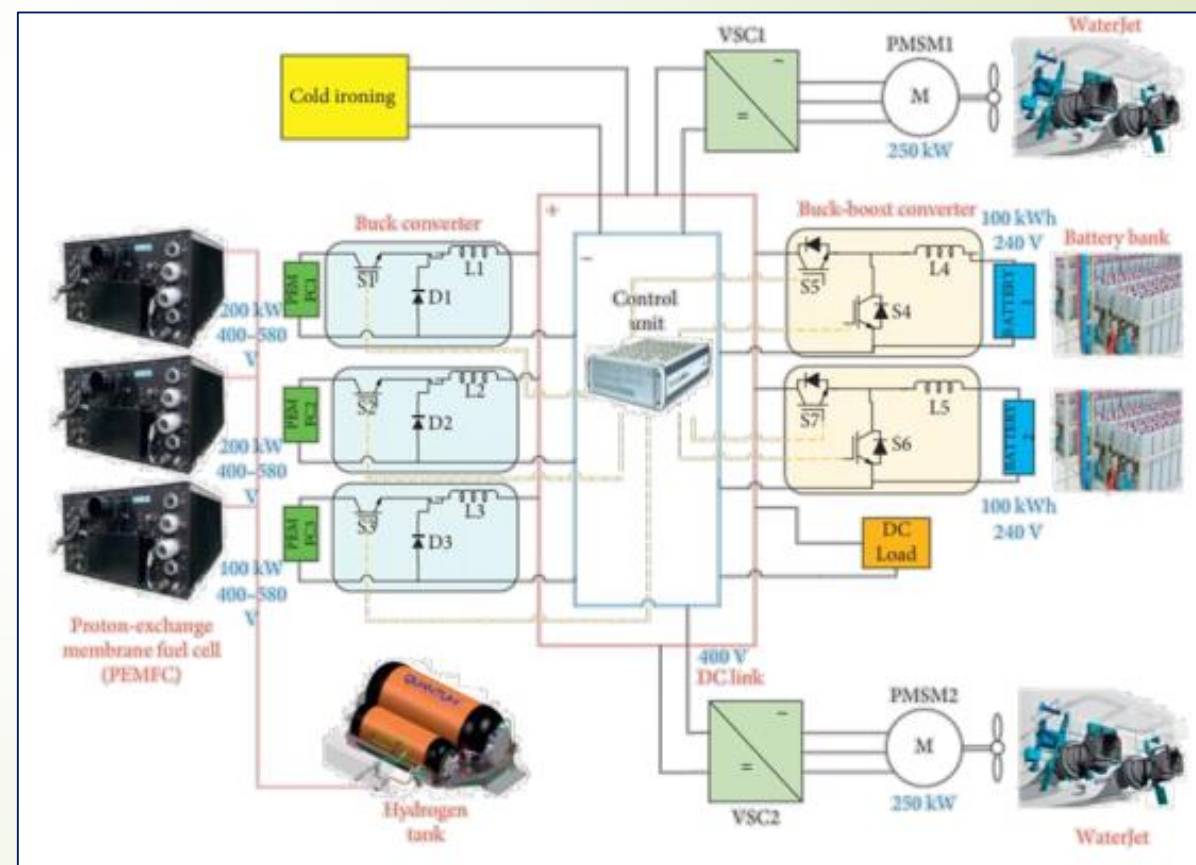 VSC1
PMSM1
WaterJet
Cold ironing
~
=
M
250 kW
Buck converter
+
−
Buck-boost converter
100 kWh
240 V
Battery bank
PEM
FC1
S1
L1
D1
200 kW
400–580
V
Control
unit
S5
L4
S4
BATTERY
PEM
FC2
S2
L2
D2
200 kW
400–580
V
S7
L5
S6
BATTERY
100 kWh
240 V
PEM
FC3
S3
L3
D3
100 kW
400–580
V
DC
Load
Proton-exchange
membrane fuel cell
(PEMFC)
400 V
DC link
QUANTUM
Hydrogen
tank
PMSM2
~
=
M
250 kW
VSC2
WaterJet